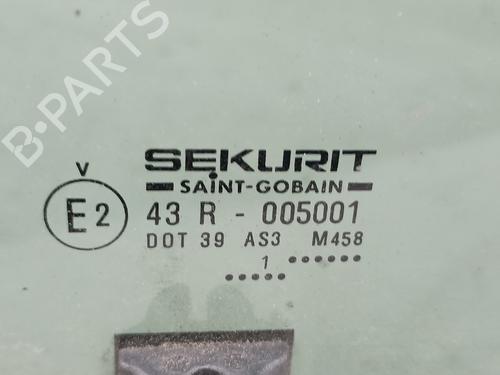 B-PARTS
SEKURIT
SAINT-GOBAIN
V
E2
43 R - 005001
DOT 39 AS3 M458
1 ••••••
•••••